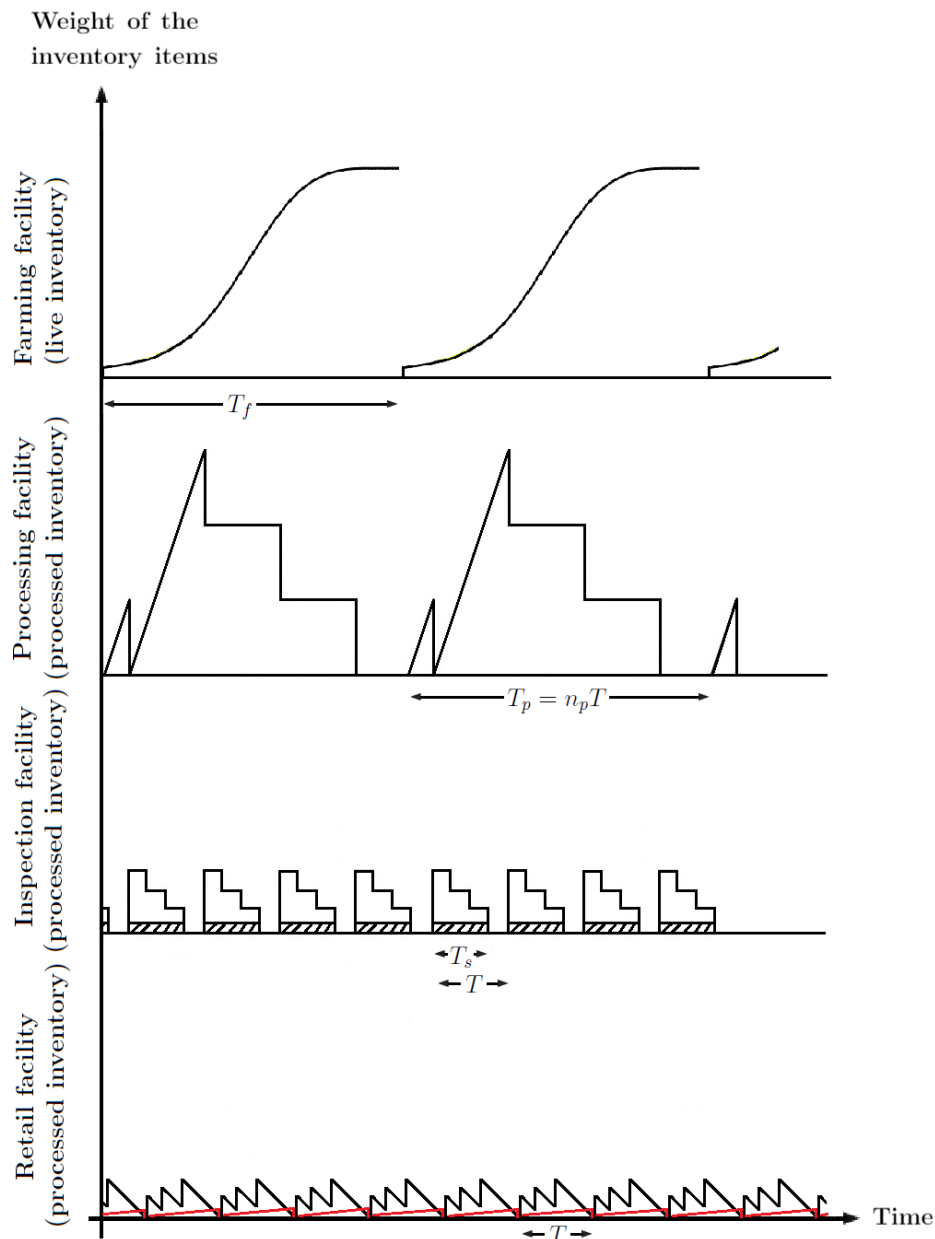 Weight of the
inventory items
Farming facility
(live inventory)
T_f
Processing facility
(processed inventory)
T_p = n_pT
Inspection facility
(processed inventory)
T_s
T
Retail facility
(processed inventory)
Time
T